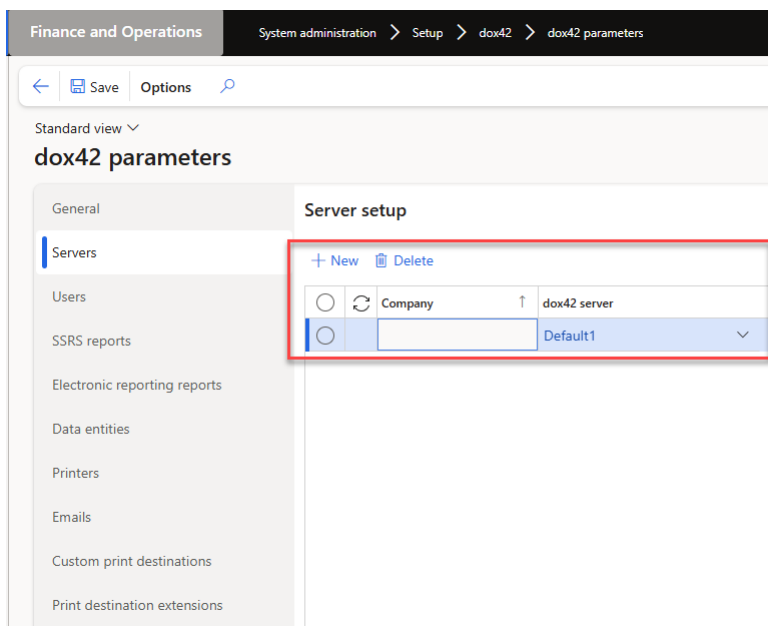 Finance and Operations
System administration > Setup > dox42 > dox42 parameters
Save Options
Standard view
dox42 parameters
General
Servers
Users
SSRS reports
Electronic reporting reports
Data entities
Printers
Emails
Custom print destinations
Print destination extensions
Server setup
+ New Delete
Company ↑ dox42 server
Default1